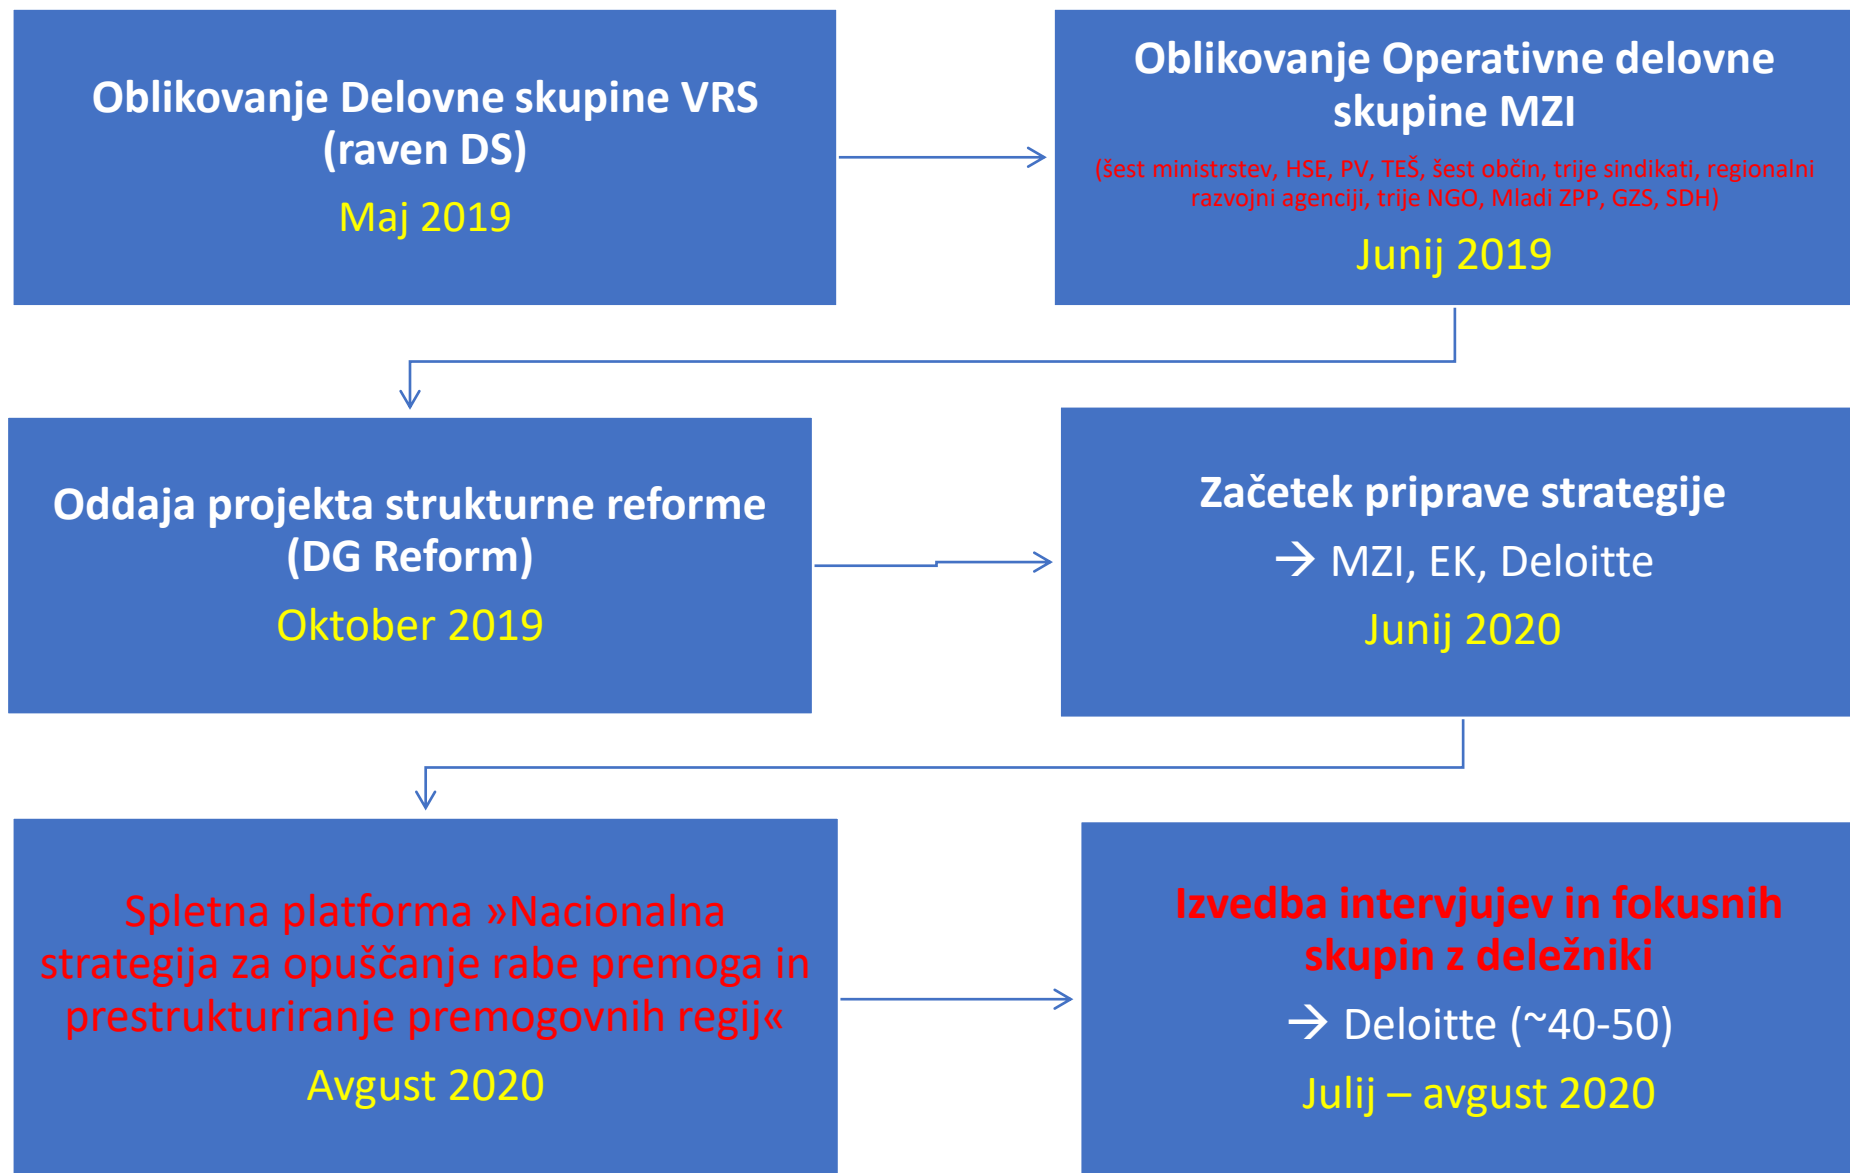 Oblikovanje Delovne skupine VRS
(raven DS)
Maj 2019
Oblikovanje Operativne delovne
skupine MZI
(šest ministrstev, HSE, PV, TEŠ, šest občin, trije sindikati, regionalni
razvojni agenciji, trije NGO, Mladi ZPP, GZS, SDH)
Junij 2019
Oddaja projekta strukturne reforme
(DG Reform)
Oktober 2019
Začetek priprave strategije
→ MZI, EK, Deloitte
Junij 2020
Spletna platforma »Nacionalna
strategija za opuščanje rabe premoga in
prestrukturiranje premogovnih regij«
Avgust 2020
Izvedba intervjujev in fokusnih
skupin z deležniki
→ Deloitte (~40-50)
Julij – avgust 2020